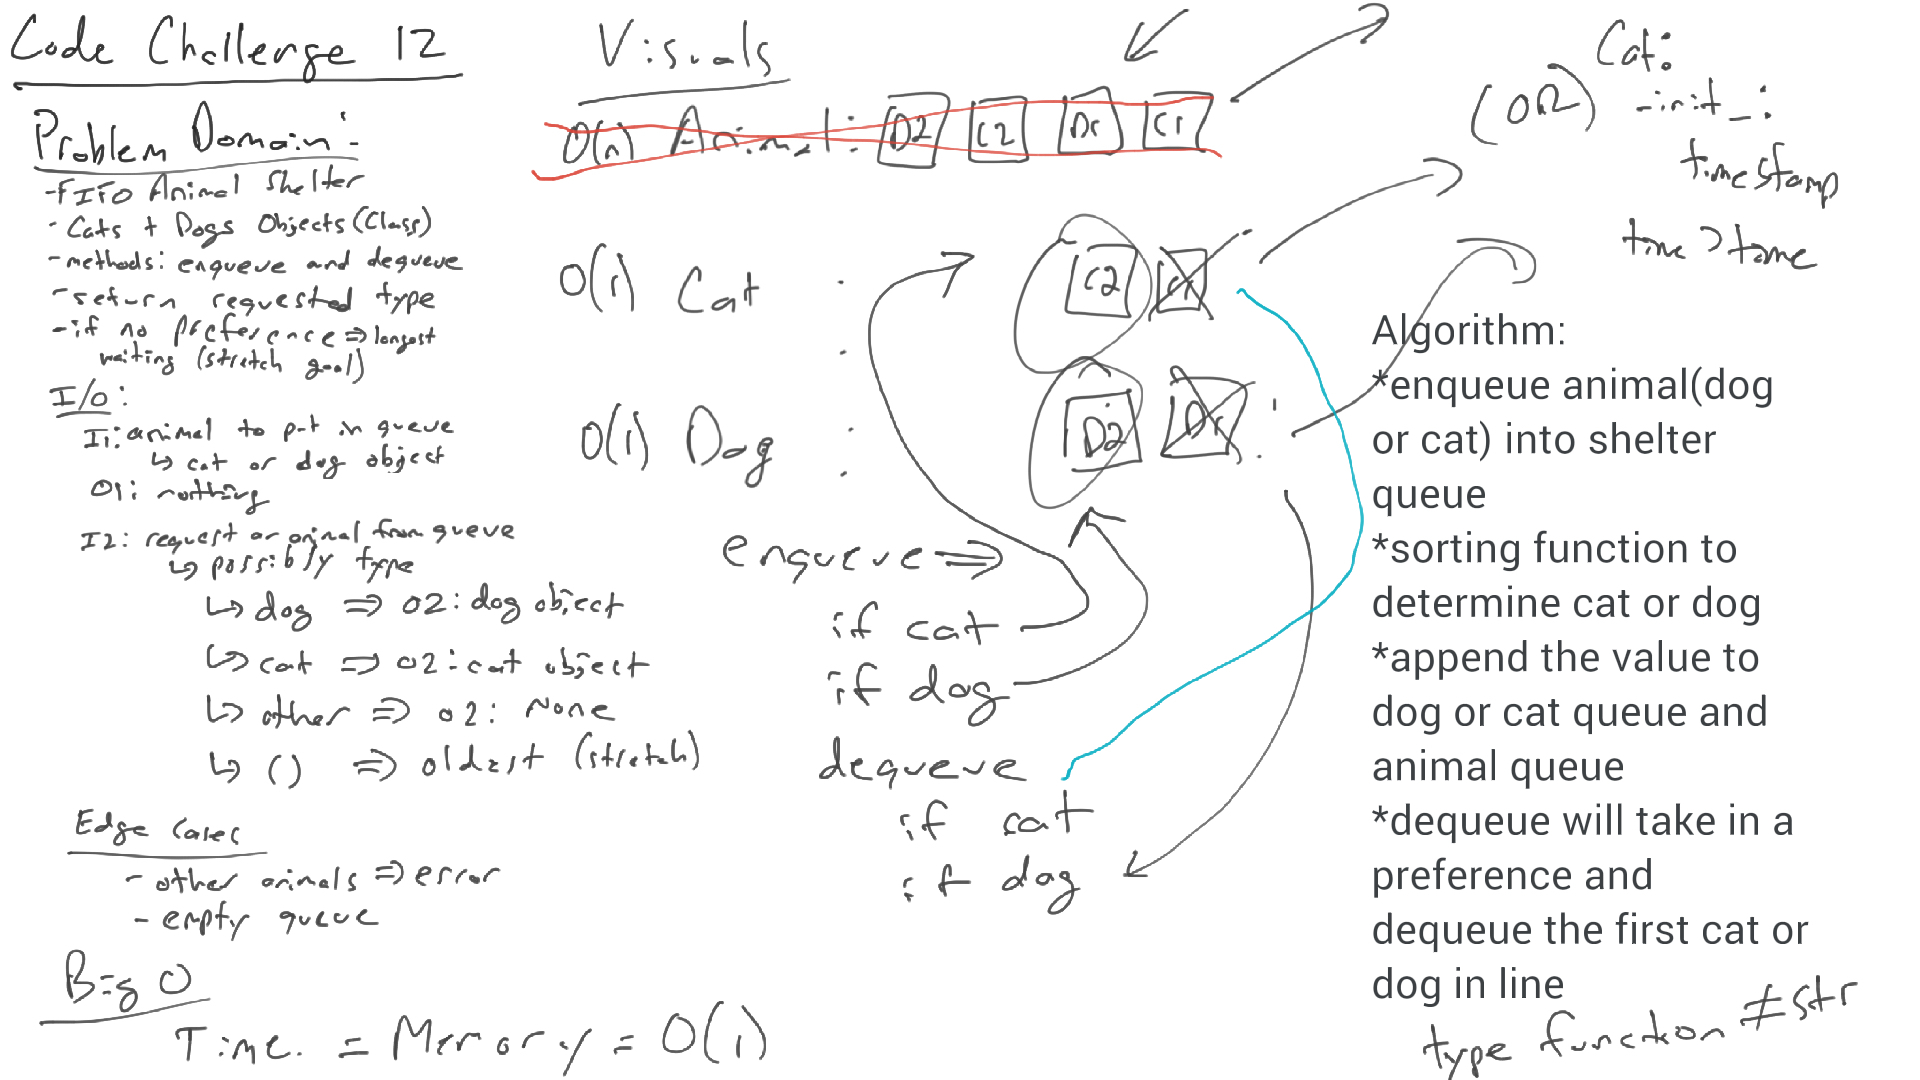 Code Challenge 12
Problem Domain:
-FIFO Animal Shelter
- Cats + Dogs Objects (Class)
- methods: enqueue and dequeue
- return requested type
- if no preference => longest
waiting (stretch goal)
I/O:
I1: animal to put in queue
↳ cat or dog object
O1: nothing
I2: request or animal from queue
↳ possibly type
↳ dog => O2: dog object
↳ cat => O2: cat object
↳ other => O2: None
↳ () => oldest (stretch)
Edge Cases
- other animals => error
- empty queue
Big O
Time = Memory = O(1)
Visuals
O(n) Animal: D2 C2 D1 C1
O(1) Cat : C2 C1
O(1) Dog : D2 D1
enqueue =>
if cat
if dog
dequeue
if cat
if dog
Cat:
(OR) -init_:
timestamp
time > time
Algorithm:
*enqueue animal(dog
or cat) into shelter
queue
*sorting function to
determine cat or dog
*append the value to
dog or cat queue and
animal queue
*dequeue will take in a
preference and
dequeue the first cat or
dog in line
type function ≠ str